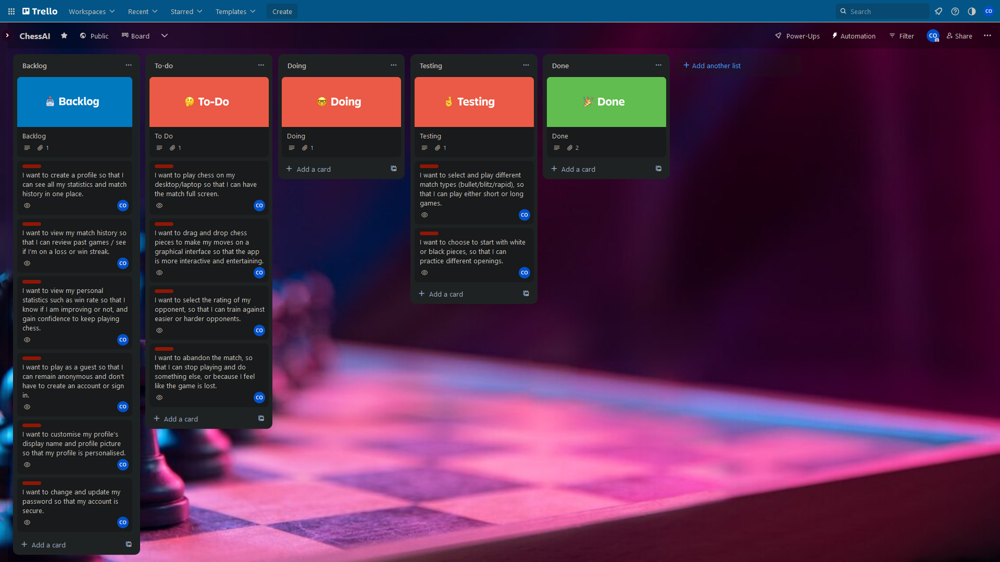 Trello
Workspaces
Recent
Starred
Templates
Create
Search
CO
ChessAI
Public
Board
Power-Ups
Automation
Filter
CO
Share
Backlog
Backlog
Backlog
1
I want to create a profile so that I
can see all my statistics and match
history in one place.
CO
I want to view my match history so
that I can review past games / see
if I'm on a loss or win streak.
CO
I want to view my personal
statistics such as win rate so that I
know if I am improving or not, and
gain confidence to keep playing
chess.
CO
I want to play as a guest so that I
can remain anonymous and don't
have to create an account or sign
in.
CO
I want to customise my profile's
display name and profile picture
so that my profile is personalised.
CO
I want to change and update my
password so that my account is
secure.
CO
+ Add a card
To-do
To-Do
To Do
1
I want to play chess on my
desktop/laptop so that I can have
the match full screen.
CO
I want to drag and drop chess
pieces to make my moves on a
graphical interface so that the app
is more interactive and entertaining.
CO
I want to select the rating of my
opponent, so that I can train against
easier or harder opponents.
CO
I want to abandon the match, so
that I can stop playing and do
something else, or because I feel
like the game is lost.
CO
+ Add a card
Doing
Doing
Doing
1
+ Add a card
Testing
Testing
Testing
1
I want to select and play different
match types (bullet/blitz/rapid), so
that I can play either short or long
games.
CO
I want to choose to start with white
or black pieces, so that I can
practice different openings.
CO
+ Add a card
Done
Done
Done
2
+ Add a card
+ Add another list